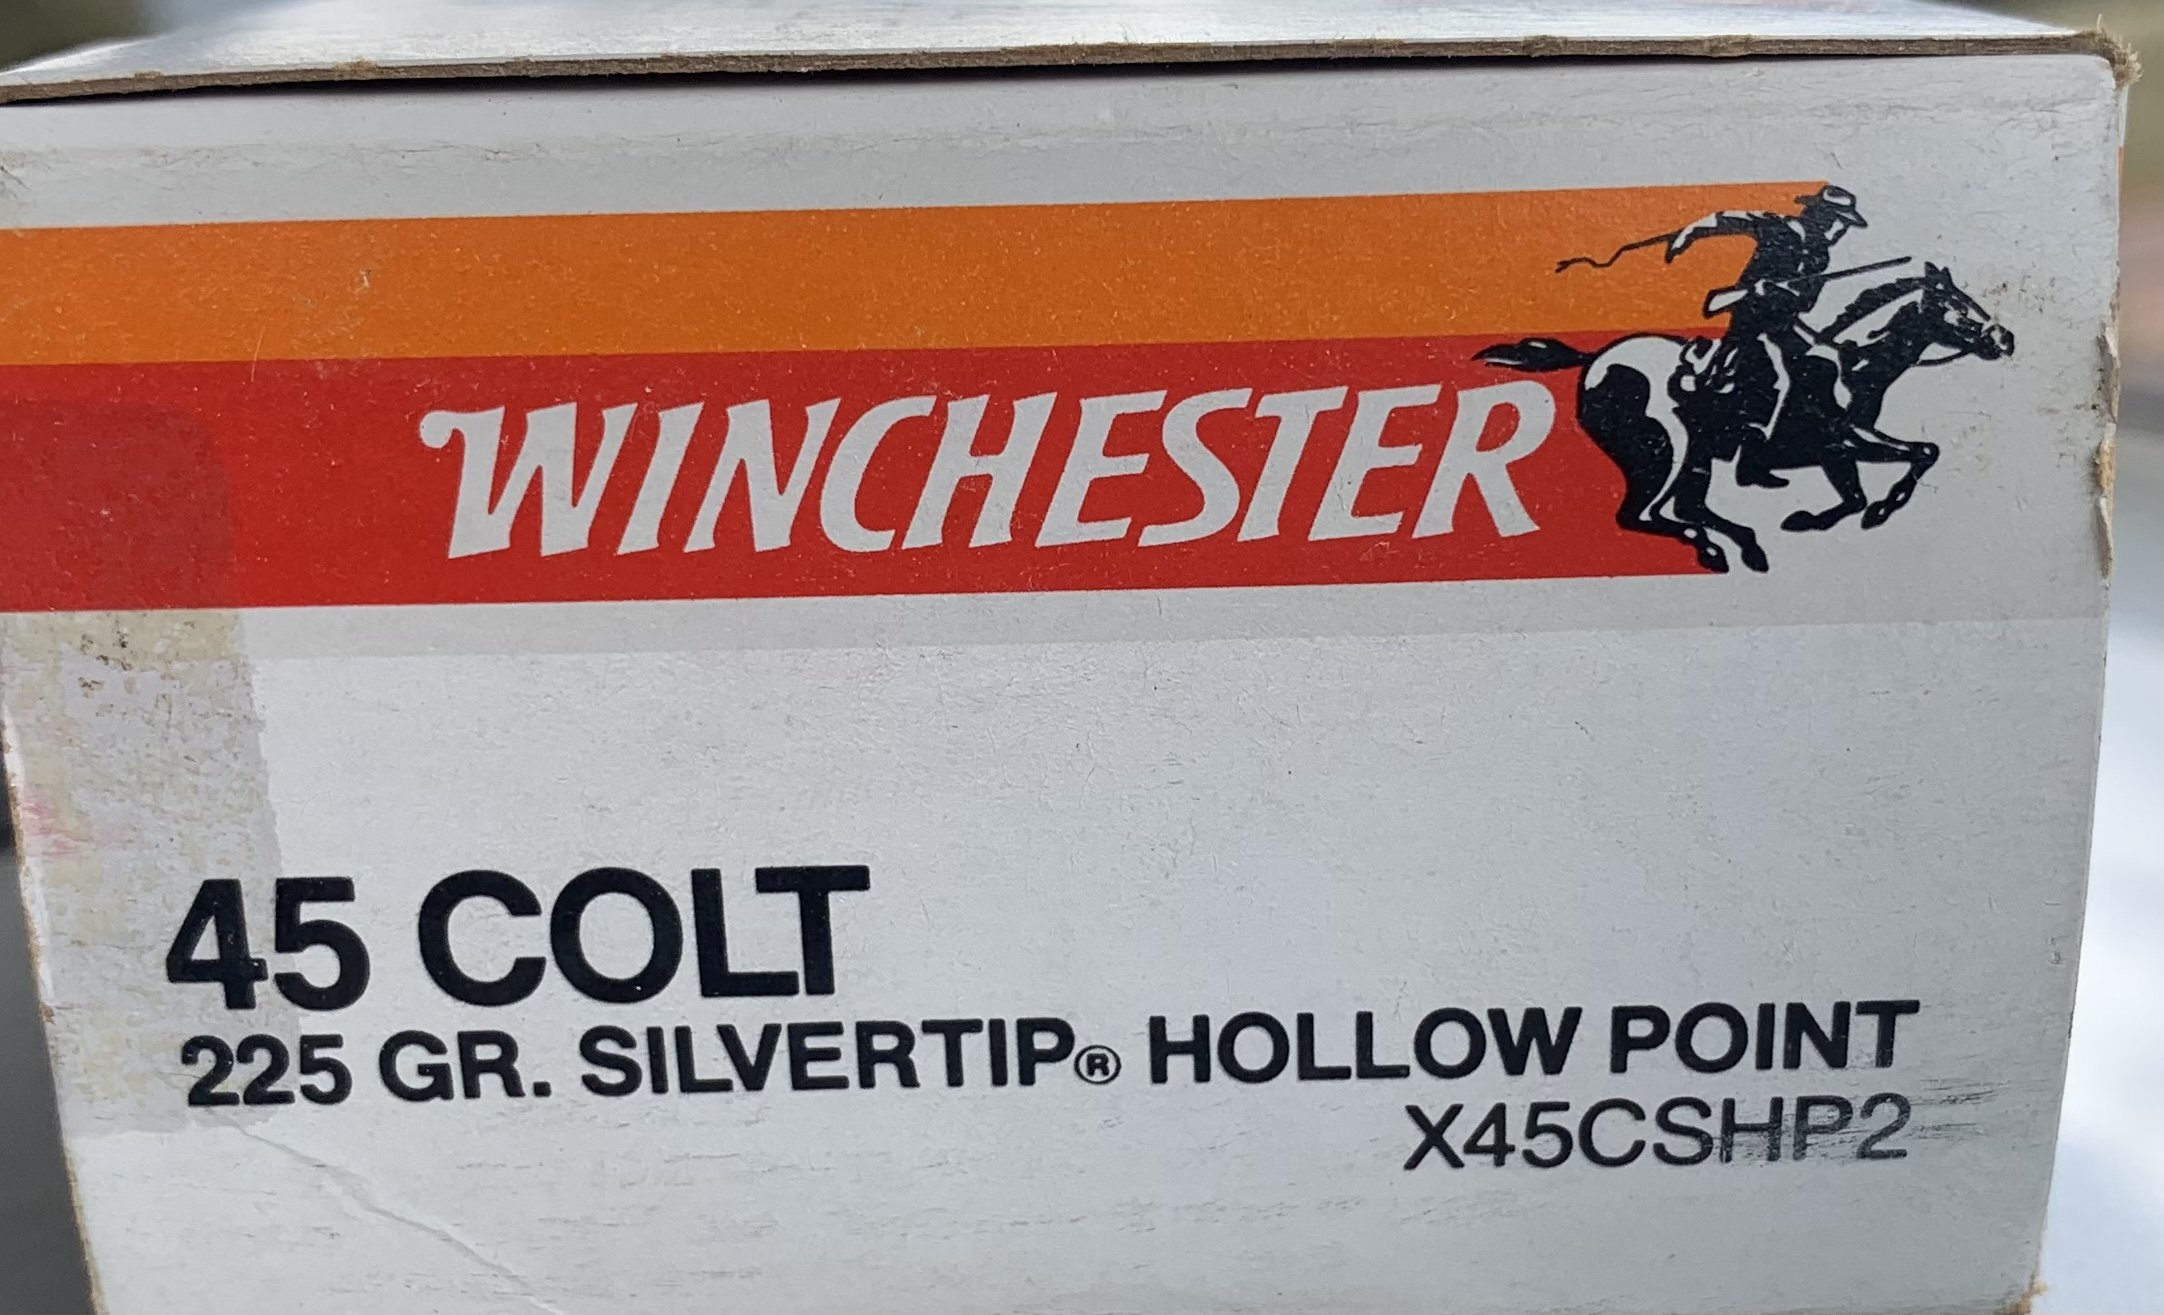 WINCHESTER
45 COLT
225 GR. SILVERTIP® HOLLOW POINT
X45CSHP2